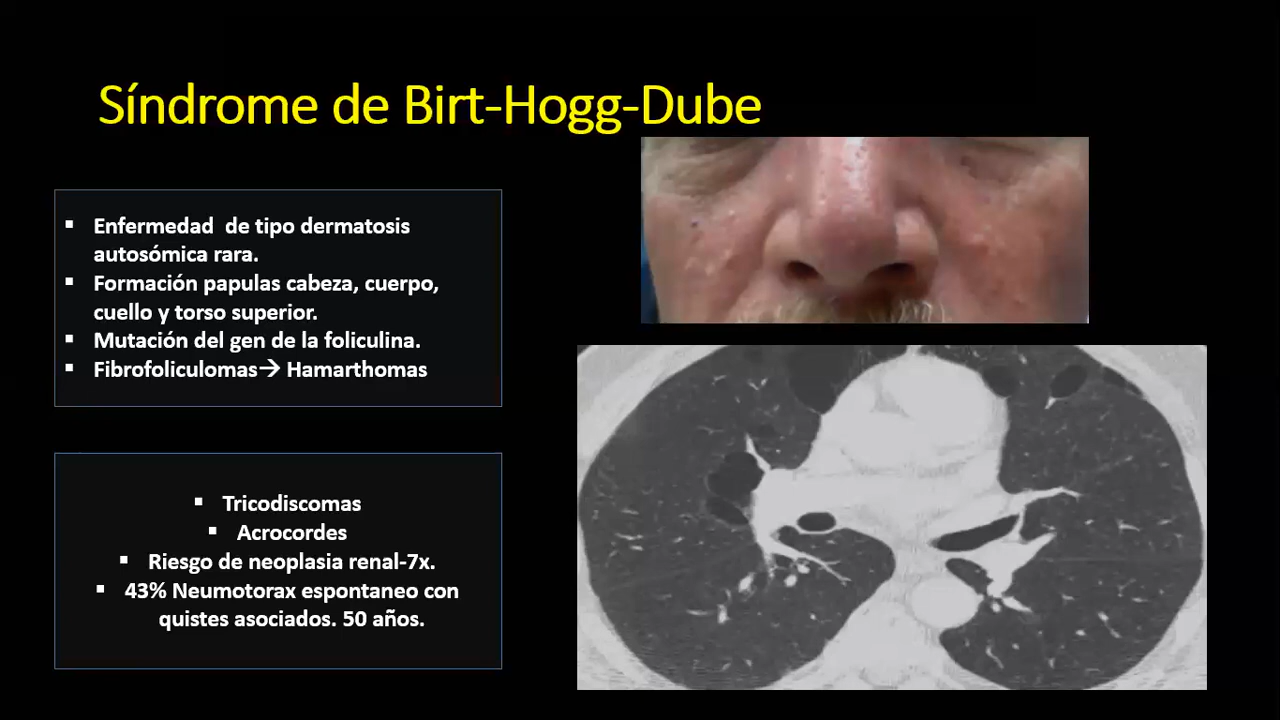 Síndrome de Birt-Hogg-Dube
▪ Enfermedad de tipo dermatosis
autosómica rara.
▪ Formación papulas cabeza, cuerpo,
cuello y torso superior.
▪ Mutación del gen de la foliculina.
▪ Fibrofoliculomas→ Hamarthomas
▪ Tricodiscomas
▪ Acrocordes
▪ Riesgo de neoplasia renal-7x.
▪ 43% Neumotorax espontaneo con
quistes asociados. 50 años.